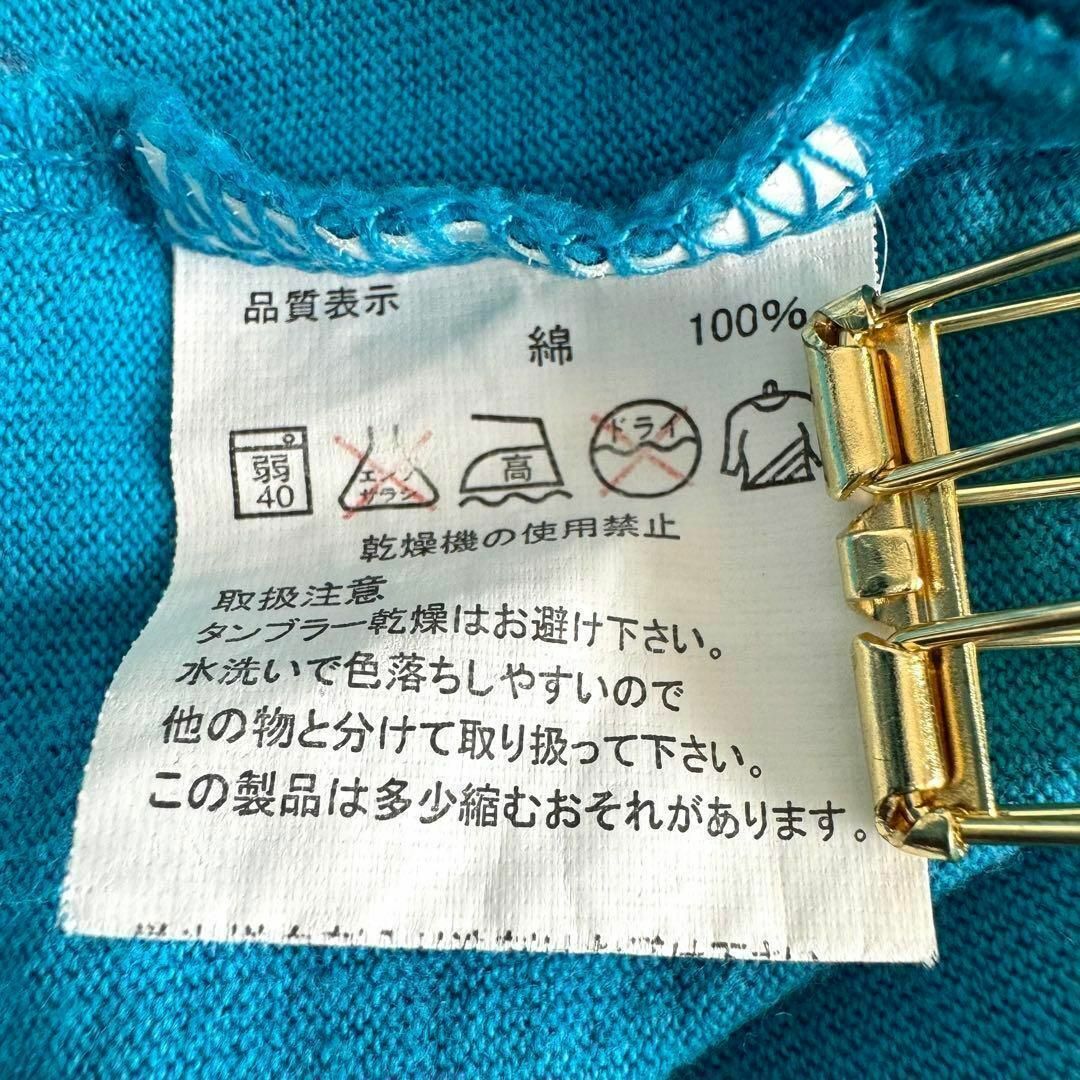 品質表示
綿 100%
弱 40
エンソ サラシ
高
ドライ
乾燥機の使用禁止
取扱注意
タンブラー乾燥はお避け下さい。
水洗いで色落ちしやすいので
他の物と分けて取り扱って下さい。
この製品は多少縮むおそれがあります。